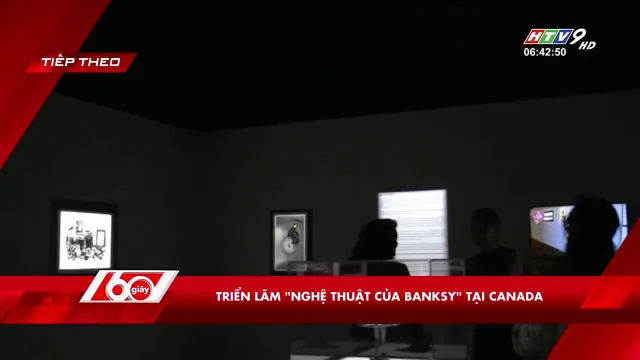 TIẾP THEO
HTV9 HD
06:42:50
60 giây
TRIỂN LÃM "NGHỆ THUẬT CỦA BANKSY" TẠI CANADA